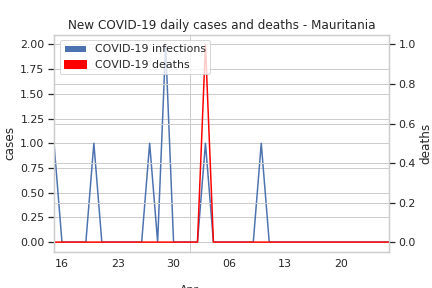 New COVID-19 daily cases and deaths - Mauritania
COVID-19 infections
COVID-19 deaths
2.00
1.75
1.50
1.25
1.00
0.75
0.50
0.25
0.00
cases
1.0
0.8
0.6
0.4
0.2
0.0
deaths
16 23 30 06 13 20